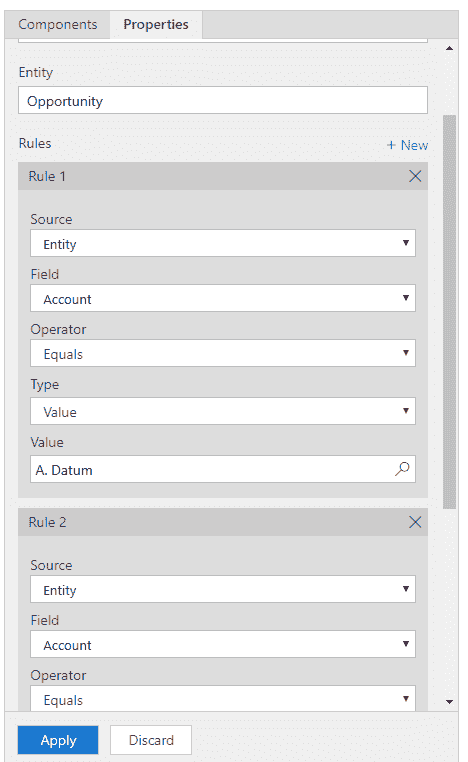 Components Properties
Entity
Opportunity
Rules + New
Rule 1
Source
Entity
Field
Account
Operator
Equals
Type
Value
Value
A. Datum
Rule 2
Source
Entity
Field
Account
Operator
Equals
Apply Discard